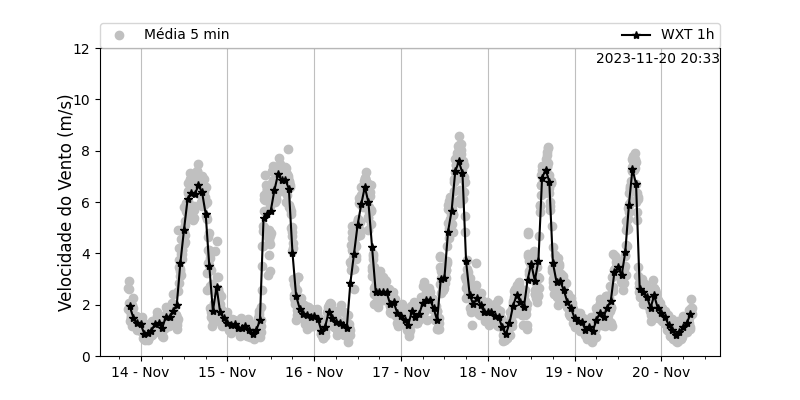 Média 5 min WXT 1h
2023-11-20 20:33
Velocidade do Vento (m/s)
12
10
8
6
4
2
0
14 - Nov 15 - Nov 16 - Nov 17 - Nov 18 - Nov 19 - Nov 20 - Nov